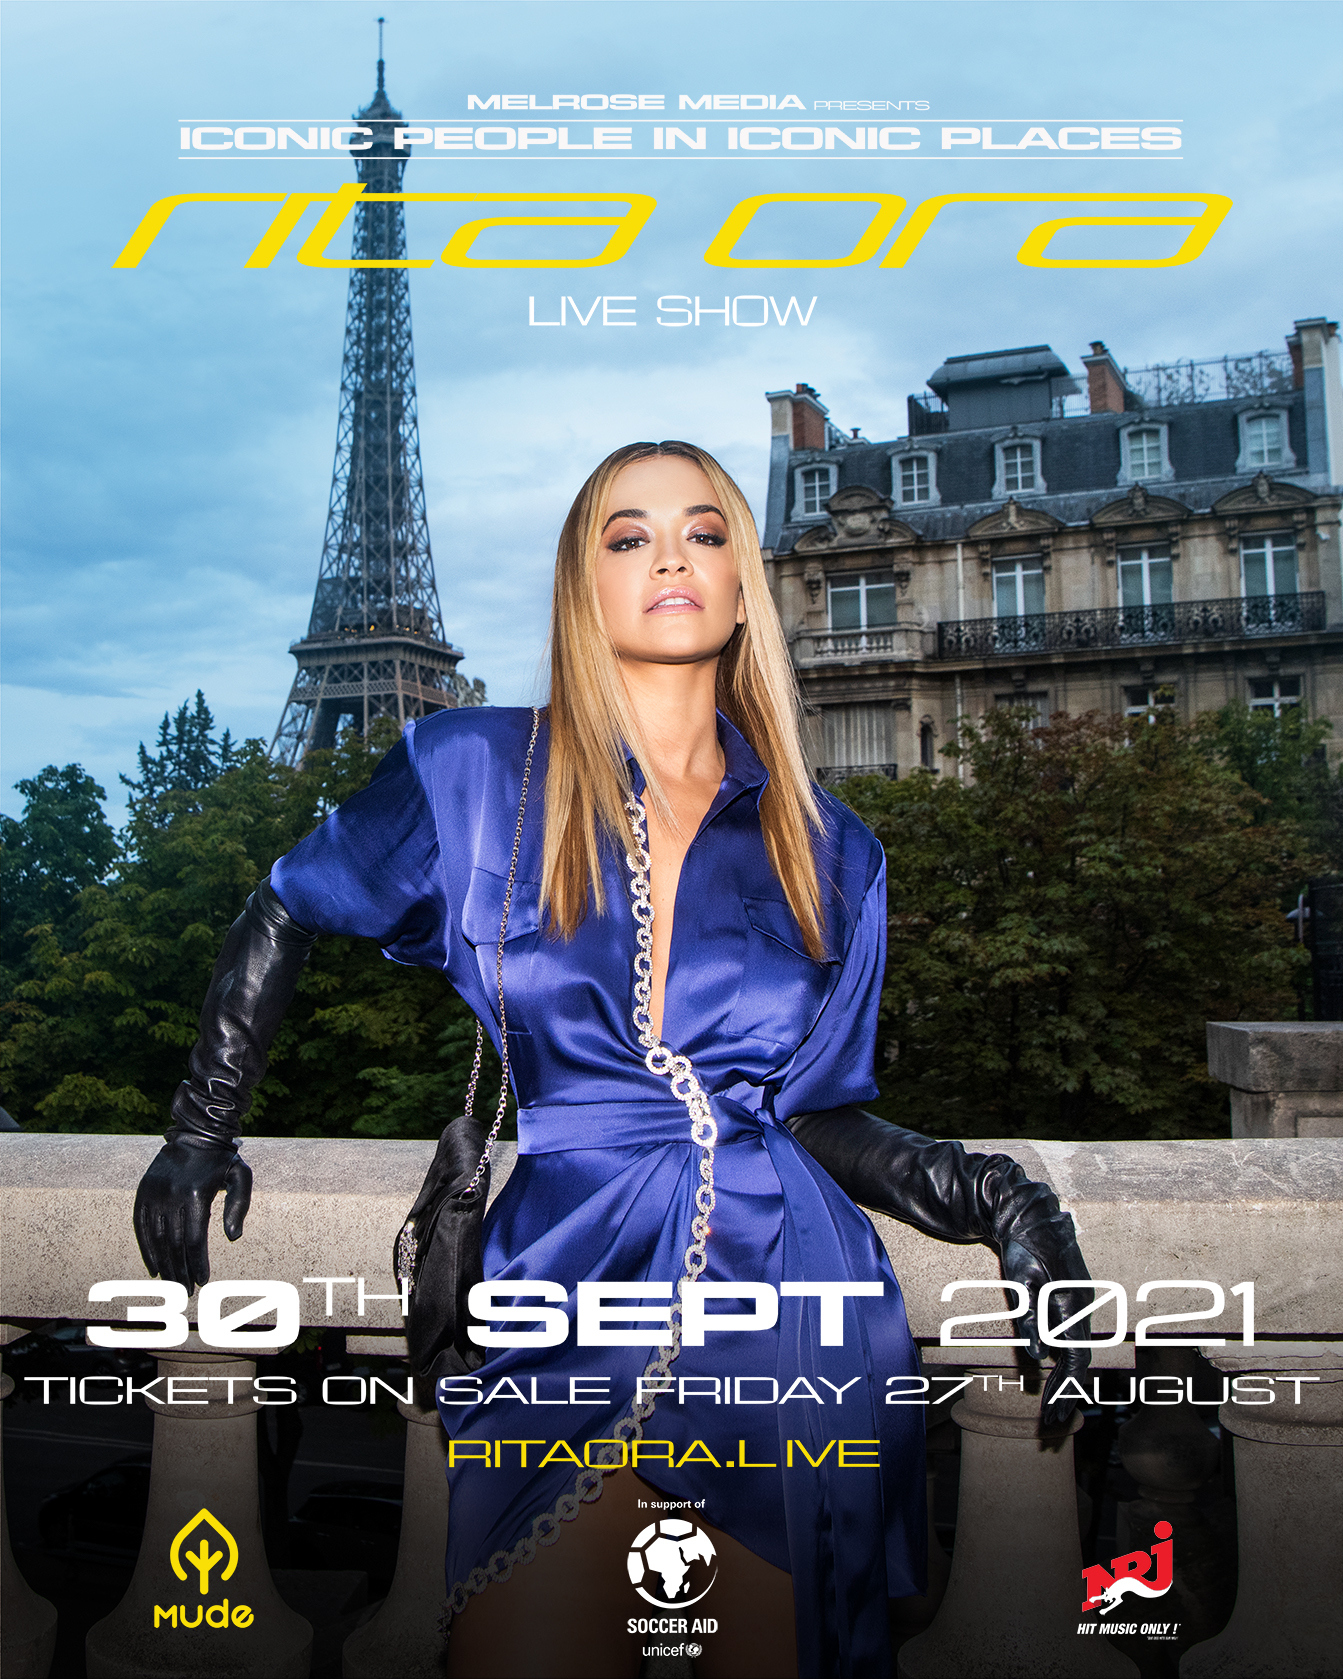 MELROSE MEDIA PRESENTS
ICONIC PEOPLE IN ICONIC PLACES
rita ora
LIVE SHOW
30TH SEPT 2021
TICKETS ON SALE FRIDAY 27TH AUGUST
RITAORA.LIVE
In support of
MUDE
SOCCER AID
unicef
NRJ
HIT MUSIC ONLY !